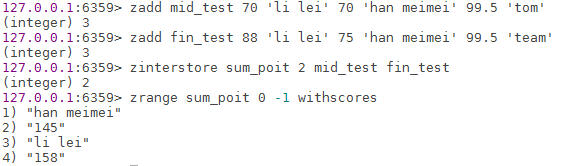 127.0.0.1:6359> zadd mid_test 70 'li lei' 70 'han meimei' 99.5 'tom'
(integer) 3
127.0.0.1:6359> zadd fin_test 88 'li lei' 75 'han meimei' 99.5 'team'
(integer) 3
127.0.0.1:6359> zinterstore sum_poit 2 mid_test fin_test
(integer) 2
127.0.0.1:6359> zrange sum_poit 0 -1 withscores
1) "han meimei"
2) "145"
3) "li lei"
4) "158"